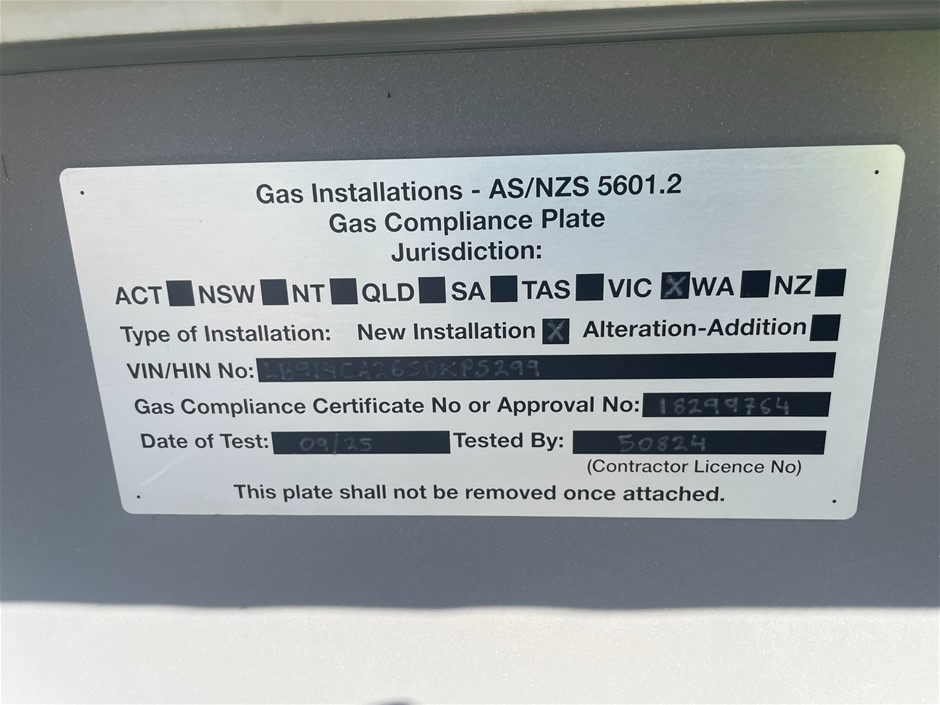 Gas Installations - AS/NZS 5601.2
Gas Compliance Plate
Jurisdiction:
ACT NSW NT QLD SA TAS VIC X WA NZ
Type of Installation: New Installation X Alteration-Addition
VIN/HIN No:
Gas Compliance Certificate No or Approval No: 18299764
Date of Test: 09/25 Tested By: 50824
(Contractor Licence No)
This plate shall not be removed once attached.